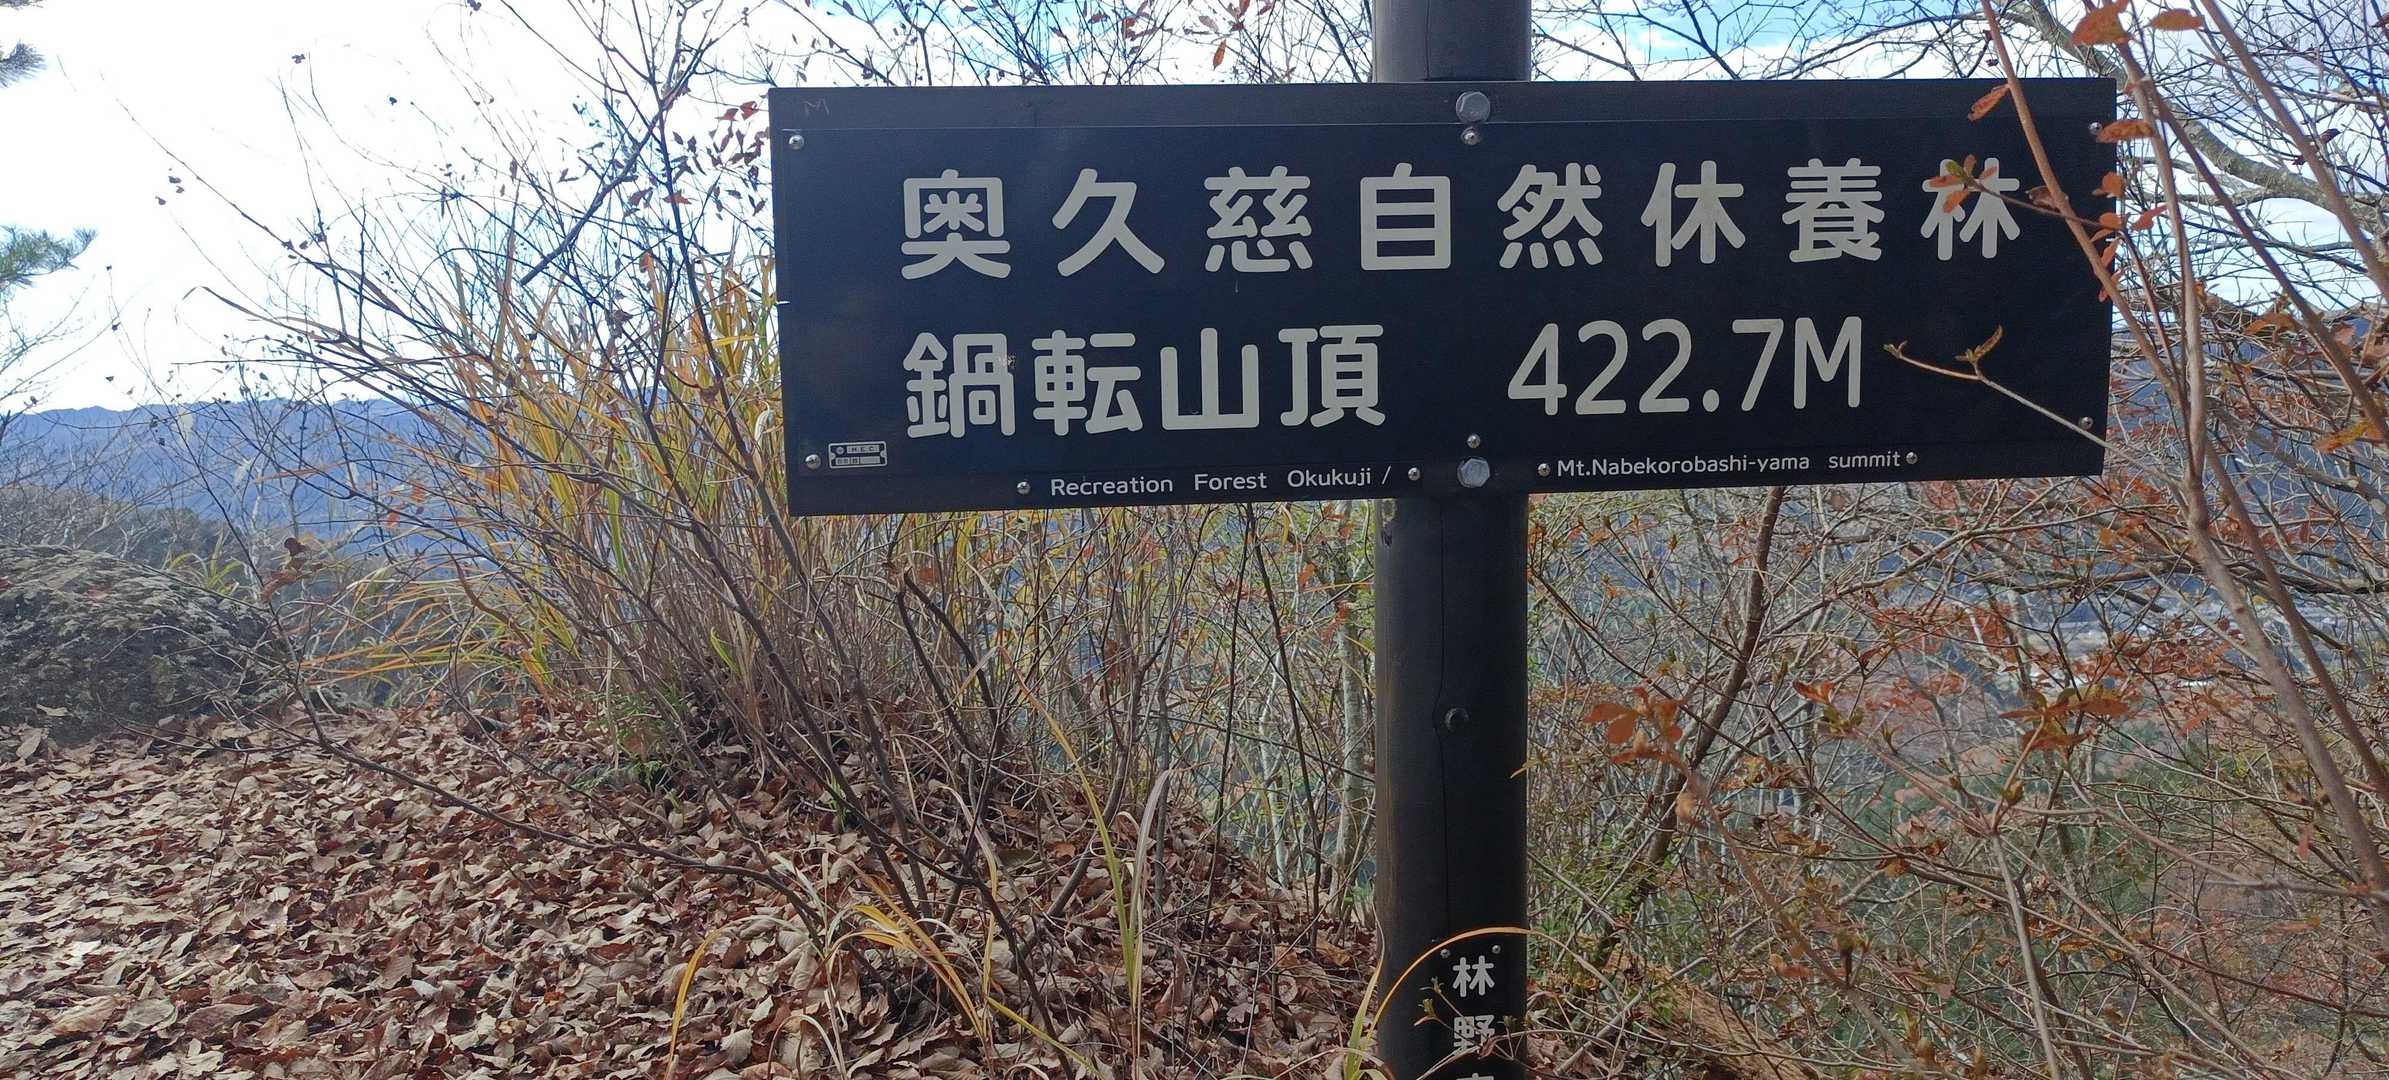 奥久慈自然休養林
鍋転山頂 422.7M
Recreation Forest Okukuji / Mt.Nabekorobashi-yama summit
林野